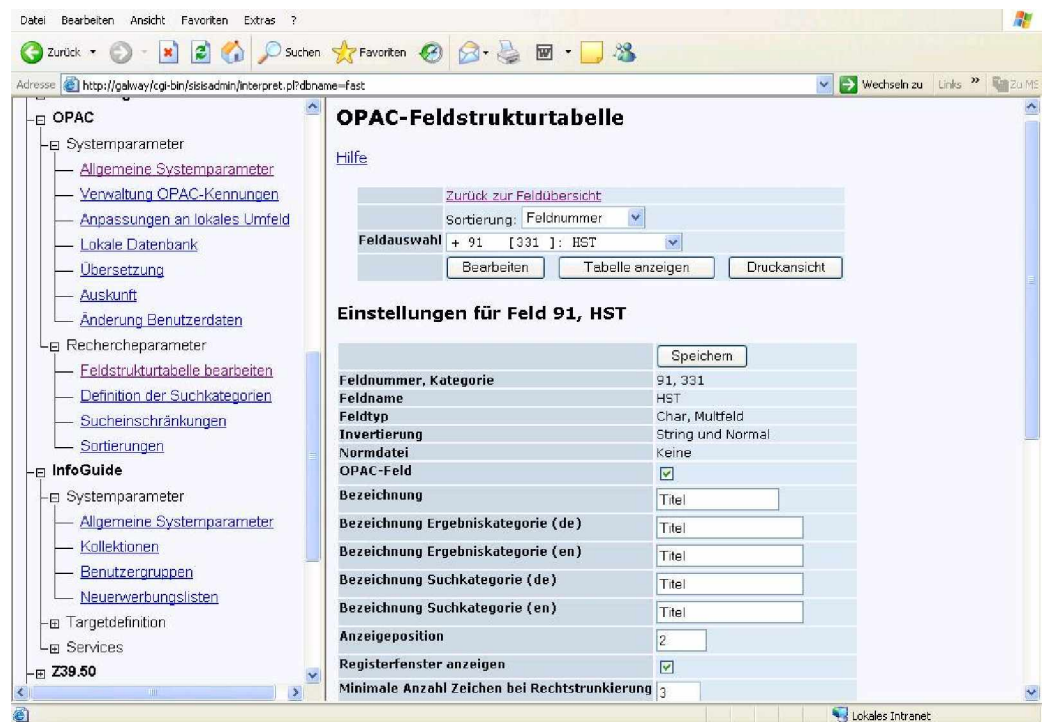 Datei Bearbeiten Ansicht Favoriten Extras ?
Zurück Suchen Favoriten
Adresse http://galway/cgi-bin/sisisadmin/interpret.pl?dbname=fast Wechseln zu Links »
OPAC
Systemparameter
Allgemeine Systemparameter
Verwaltung OPAC-Kennungen
Anpassungen an lokales Umfeld
Lokale Datenbank
Übersetzung
Auskunft
Änderung Benutzerdaten
Rechercheparameter
Feldstrukturtabelle bearbeiten
Definition der Suchkategorien
Sucheinschränkungen
Sortierungen
InfoGuide
Systemparameter
Allgemeine Systemparameter
Kollektionen
Benutzergruppen
Neuerwerbungslisten
Targetdefinition
Services
Z39.50
OPAC-Feldstrukturtabelle
Hilfe
Zurück zur Feldübersicht
Sortierung: Feldnummer
Feldauswahl + 91 [331 ]: HST
Bearbeiten Tabelle anzeigen Druckansicht
Einstellungen für Feld 91, HST
Speichern
Feldnummer, Kategorie 91, 331
Feldname HST
Feldtyp Char, Multfeld
Invertierung String und Normal
Normdatei Keine
OPAC-Feld
Bezeichnung Titel
Bezeichnung Ergebniskategorie (de) Titel
Bezeichnung Ergebniskategorie (en) Titel
Bezeichnung Suchkategorie (de) Titel
Bezeichnung Suchkategorie (en) Titel
Anzeigeposition 2
Registerfenster anzeigen
Minimale Anzahl Zeichen bei Rechtstrunkierung 3
Lokales Intranet